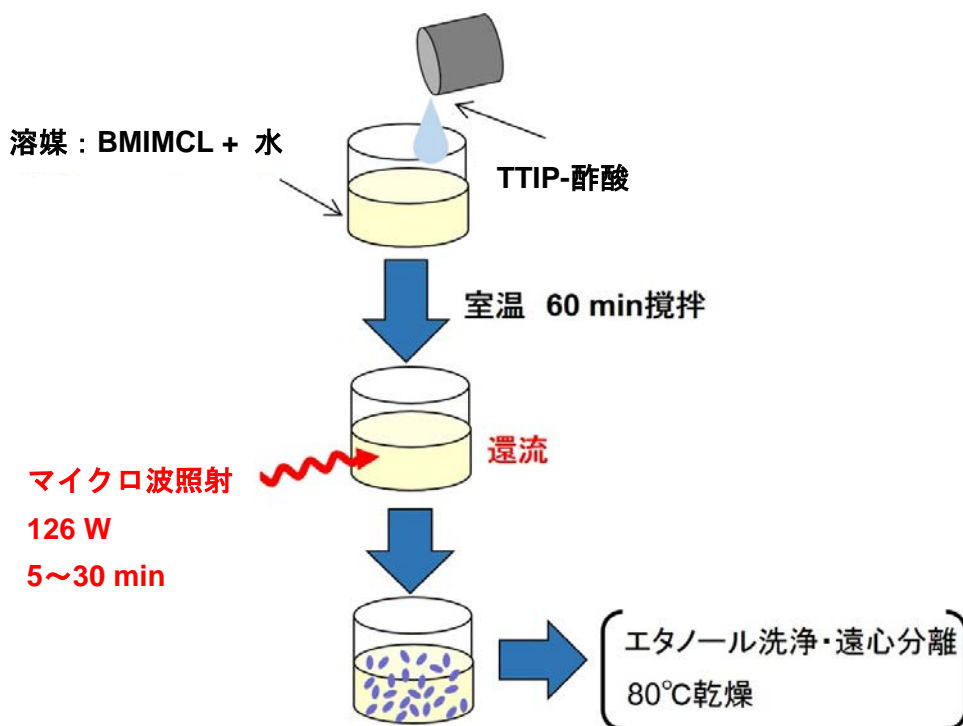 溶媒：BMIMCL + 水
TTIP-酢酸
室温 60 min撹拌
還流
マイクロ波照射
126 W
5～30 min
エタノール洗浄・遠心分離
80℃乾燥